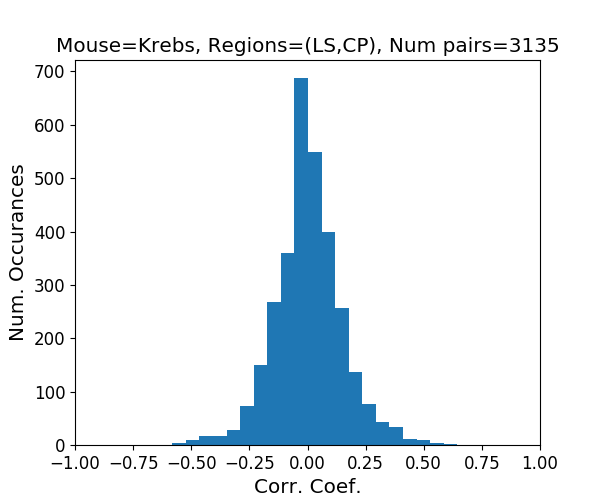 Mouse=Krebs, Regions=(LS,CP), Num pairs=3135
700
600
500
400
300
200
100
0
Num. Occurances
−1.00 −0.75 −0.50 −0.25 0.00 0.25 0.50 0.75 1.00
Corr. Coef.